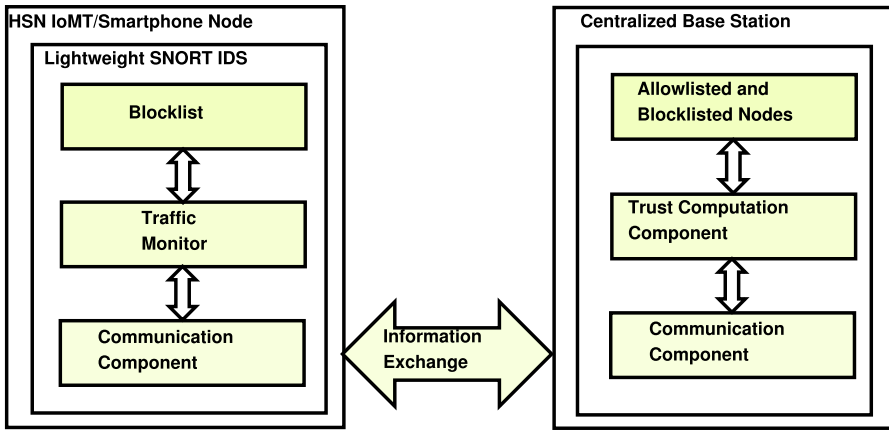 HSN IoMT/Smartphone Node
Lightweight SNORT IDS
Blocklist
Traffic
Monitor
Communication
Component
Information
Exchange
Centralized Base Station
Allowlisted and
Blocklisted Nodes
Trust Computation
Component
Communication
Component